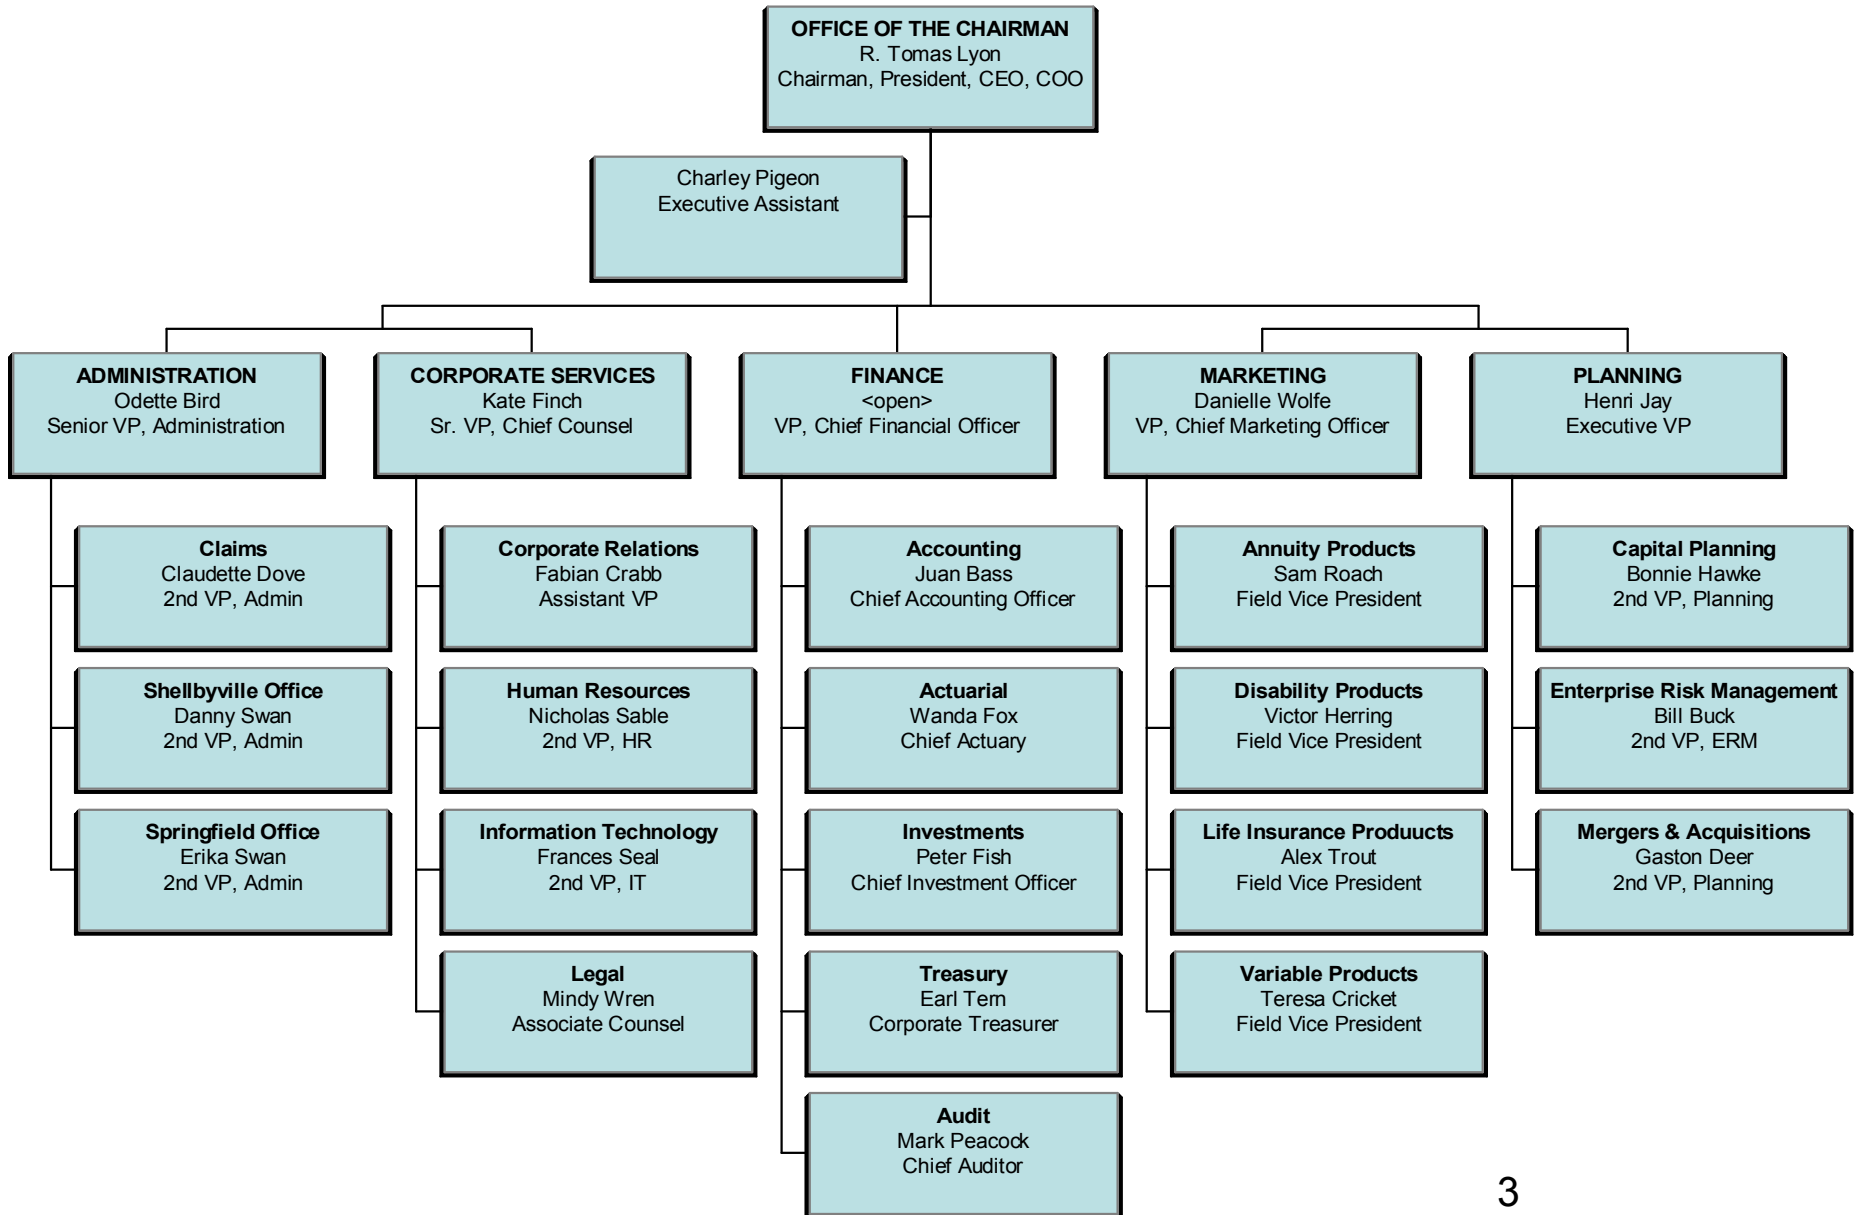 OFFICE OF THE CHAIRMAN
R. Tomas Lyon
Chairman, President, CEO, COO
Charley Pigeon
Executive Assistant
ADMINISTRATION
Odette Bird
Senior VP, Administration
CORPORATE SERVICES
Kate Finch
Sr. VP, Chief Counsel
FINANCE
<open>
VP, Chief Financial Officer
MARKETING
Danielle Wolfe
VP, Chief Marketing Officer
PLANNING
Henri Jay
Executive VP
Claims
Claudette Dove
2nd VP, Admin
Shellbyville Office
Danny Swan
2nd VP, Admin
Springfield Office
Erika Swan
2nd VP, Admin
Corporate Relations
Fabian Crabb
Assistant VP
Human Resources
Nicholas Sable
2nd VP, HR
Information Technology
Frances Seal
2nd VP, IT
Legal
Mindy Wren
Associate Counsel
Accounting
Juan Bass
Chief Accounting Officer
Actuarial
Wanda Fox
Chief Actuary
Investments
Peter Fish
Chief Investment Officer
Treasury
Earl Tern
Corporate Treasurer
Audit
Mark Peacock
Chief Auditor
Annuity Products
Sam Roach
Field Vice President
Disability Products
Victor Herring
Field Vice President
Life Insurance Produucts
Alex Trout
Field Vice President
Variable Products
Teresa Cricket
Field Vice President
Capital Planning
Bonnie Hawke
2nd VP, Planning
Enterprise Risk Management
Bill Buck
2nd VP, ERM
Mergers & Acquisitions
Gaston Deer
2nd VP, Planning
3